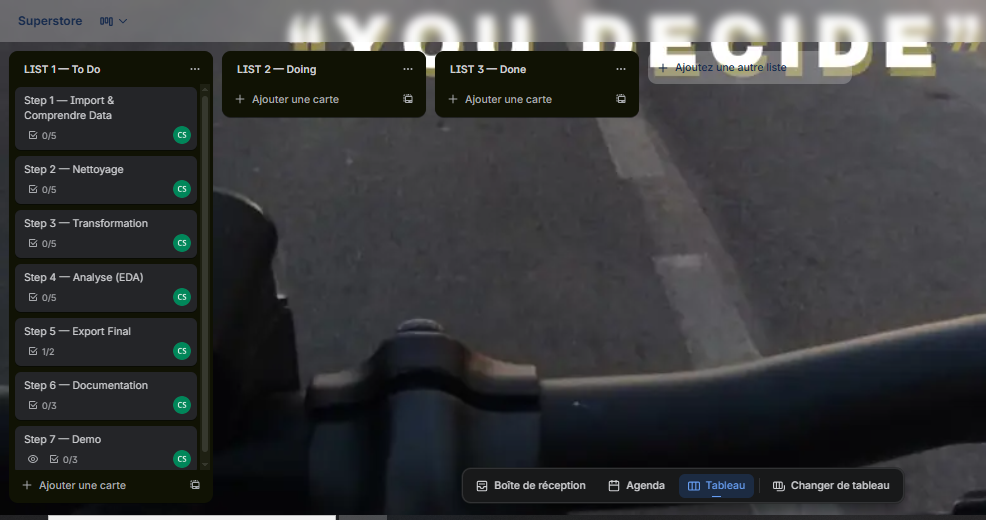 Superstore
“YOU DECIDE”
LIST 1 — To Do
Step 1 — Import &
Comprendre Data
0/5
CS
Step 2 — Nettoyage
0/5
CS
Step 3 — Transformation
0/5
CS
Step 4 — Analyse (EDA)
0/5
CS
Step 5 — Export Final
1/2
CS
Step 6 — Documentation
0/3
CS
Step 7 — Demo
0/3
CS
Ajouter une carte
LIST 2 — Doing
Ajouter une carte
LIST 3 — Done
Ajouter une carte
Ajoutez une autre liste
Boîte de réception
Agenda
Tableau
Changer de tableau